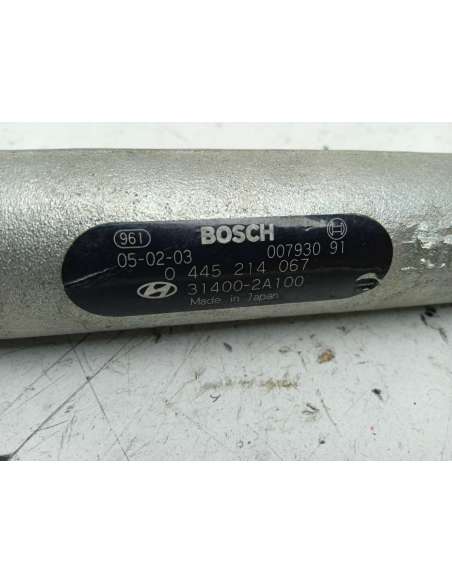 961 BOSCH
05-02-03 007930 91
0 445 214 067
31400-2A100
Made in Japan